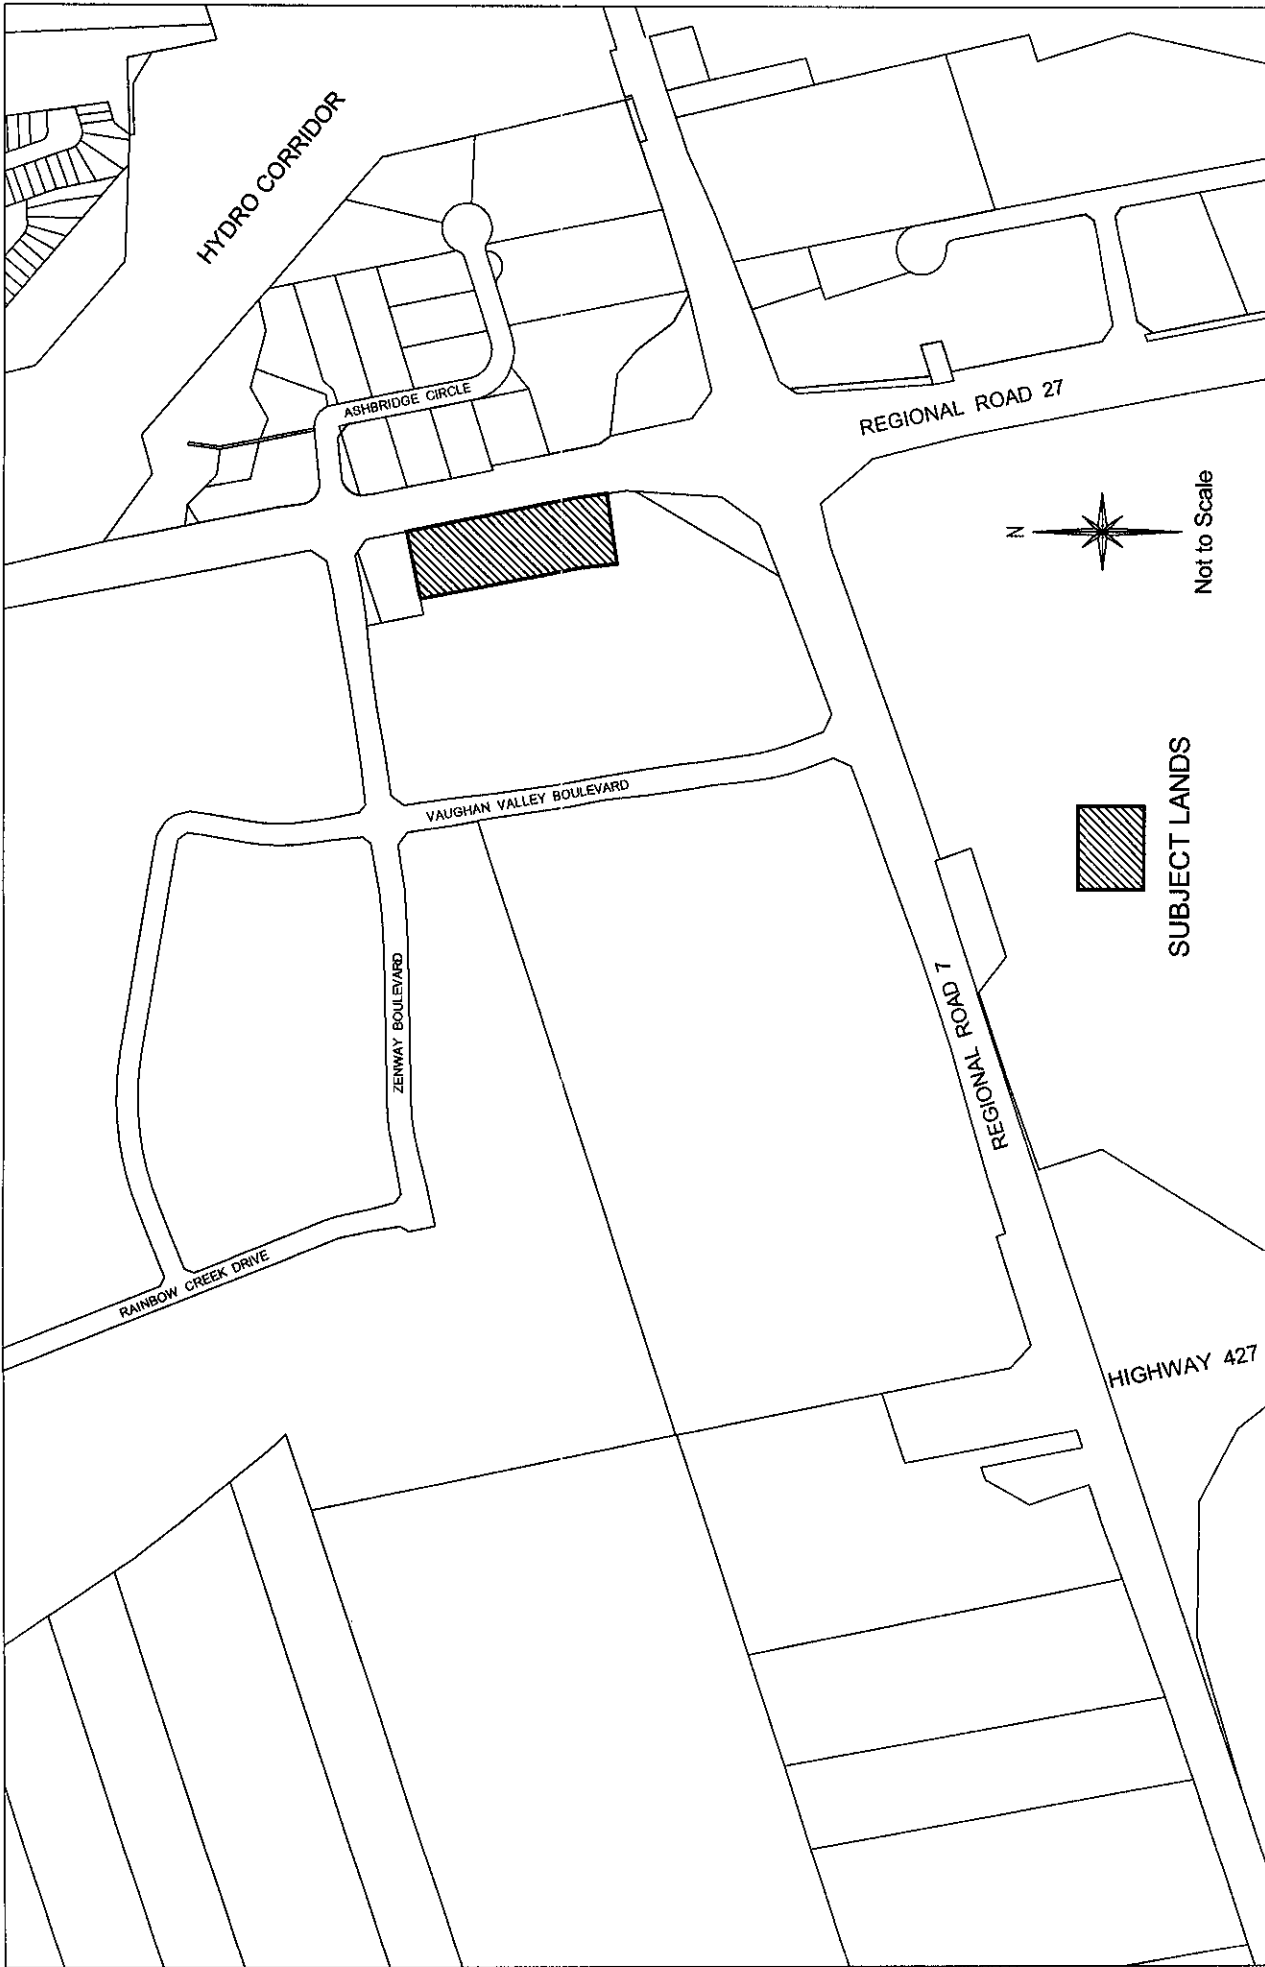 HYDRO CORRIDOR
ASHBRIDGE CIRCLE
REGIONAL ROAD 27
N
Not to Scale
VAUGHAN VALLEY BOULEVARD
SUBJECT LANDS
ZENWAY BOULEVARD
REGIONAL ROAD 7
RAINBOW CREEK DRIVE
HIGHWAY 427